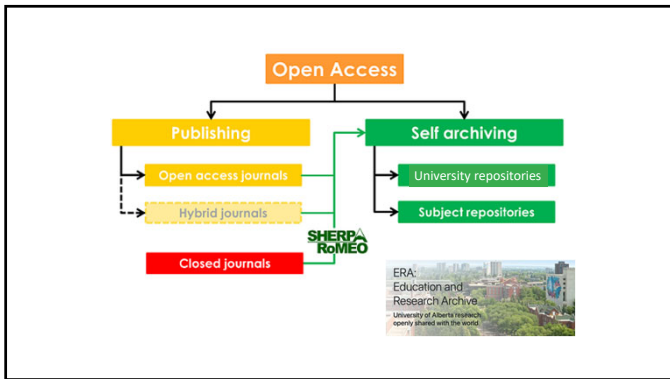 Open Access
Publishing
Self archiving
Open access journals
University repositories
Hybrid journals
Subject repositories
SHERPA
RoMEO
Closed journals
ERA:
Education and
Research Archive
University of Alberta research
openly shared with the world